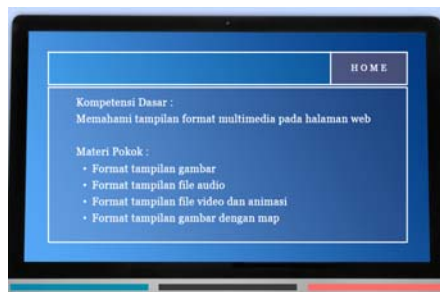 HOME
Kompetensi Dasar :
Memahami tampilan format multimedia pada halaman web
Materi Pokok :
• Format tampilan gambar
• Format tampilan file audio
• Format tampilan file video dan animasi
• Format tampilan gambar dengan map